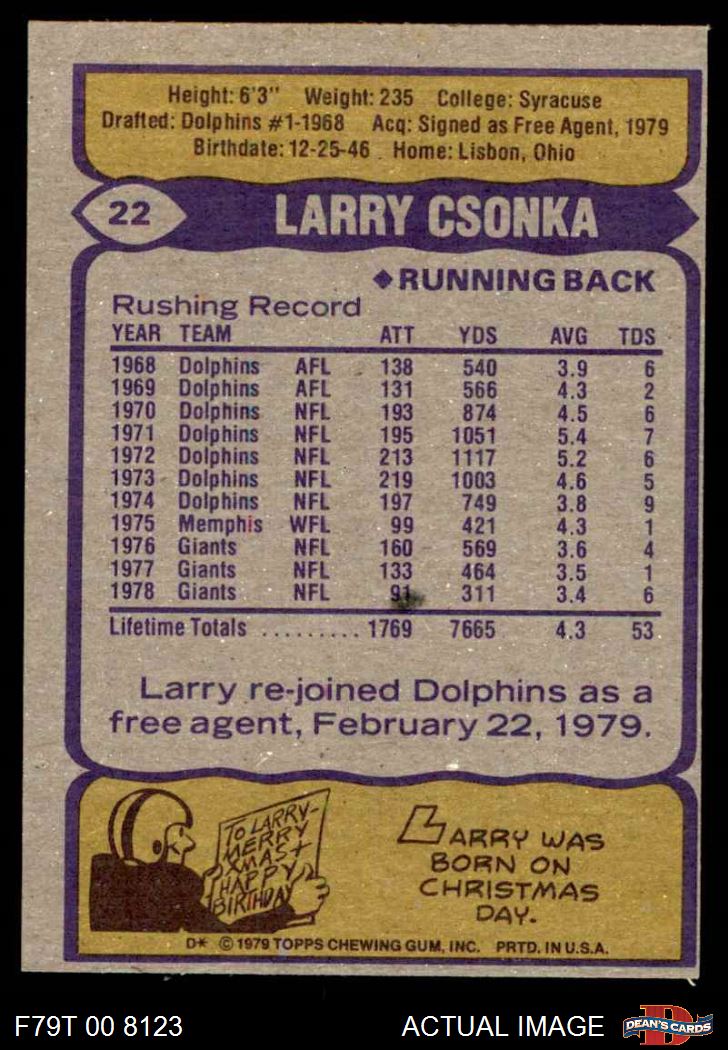 Height: 6'3" Weight: 235 College: Syracuse
Drafted: Dolphins #1-1968 Acq: Signed as Free Agent, 1979
Birthdate: 12-25-46 Home: Lisbon, Ohio
22 LARRY CSONKA
◆RUNNING BACK
Rushing Record
YEAR TEAM ATT YDS AVG TDS
1968 Dolphins AFL 138 540 3.9 6
1969 Dolphins AFL 131 566 4.3 2
1970 Dolphins NFL 193 874 4.5 6
1971 Dolphins NFL 195 1051 5.4 7
1972 Dolphins NFL 213 1117 5.2 6
1973 Dolphins NFL 219 1003 4.6 5
1974 Dolphins NFL 197 749 3.8 9
1975 Memphis WFL 99 421 4.3 1
1976 Giants NFL 160 569 3.6 4
1977 Giants NFL 133 464 3.5 1
1978 Giants NFL 91 311 3.4 6
Lifetime Totals ......... 1769 7665 4.3 53
Larry re-joined Dolphins as a
free agent, February 22, 1979.
TO LARRY-
MERRY
XMAS +
HAPPY
BIRTHDAY
LARRY WAS
BORN ON
CHRISTMAS
DAY.
D* © 1979 TOPPS CHEWING GUM, INC. PRTD. IN U.S.A.
F79T 00 8123 ACTUAL IMAGE D DEAN'S CARDS